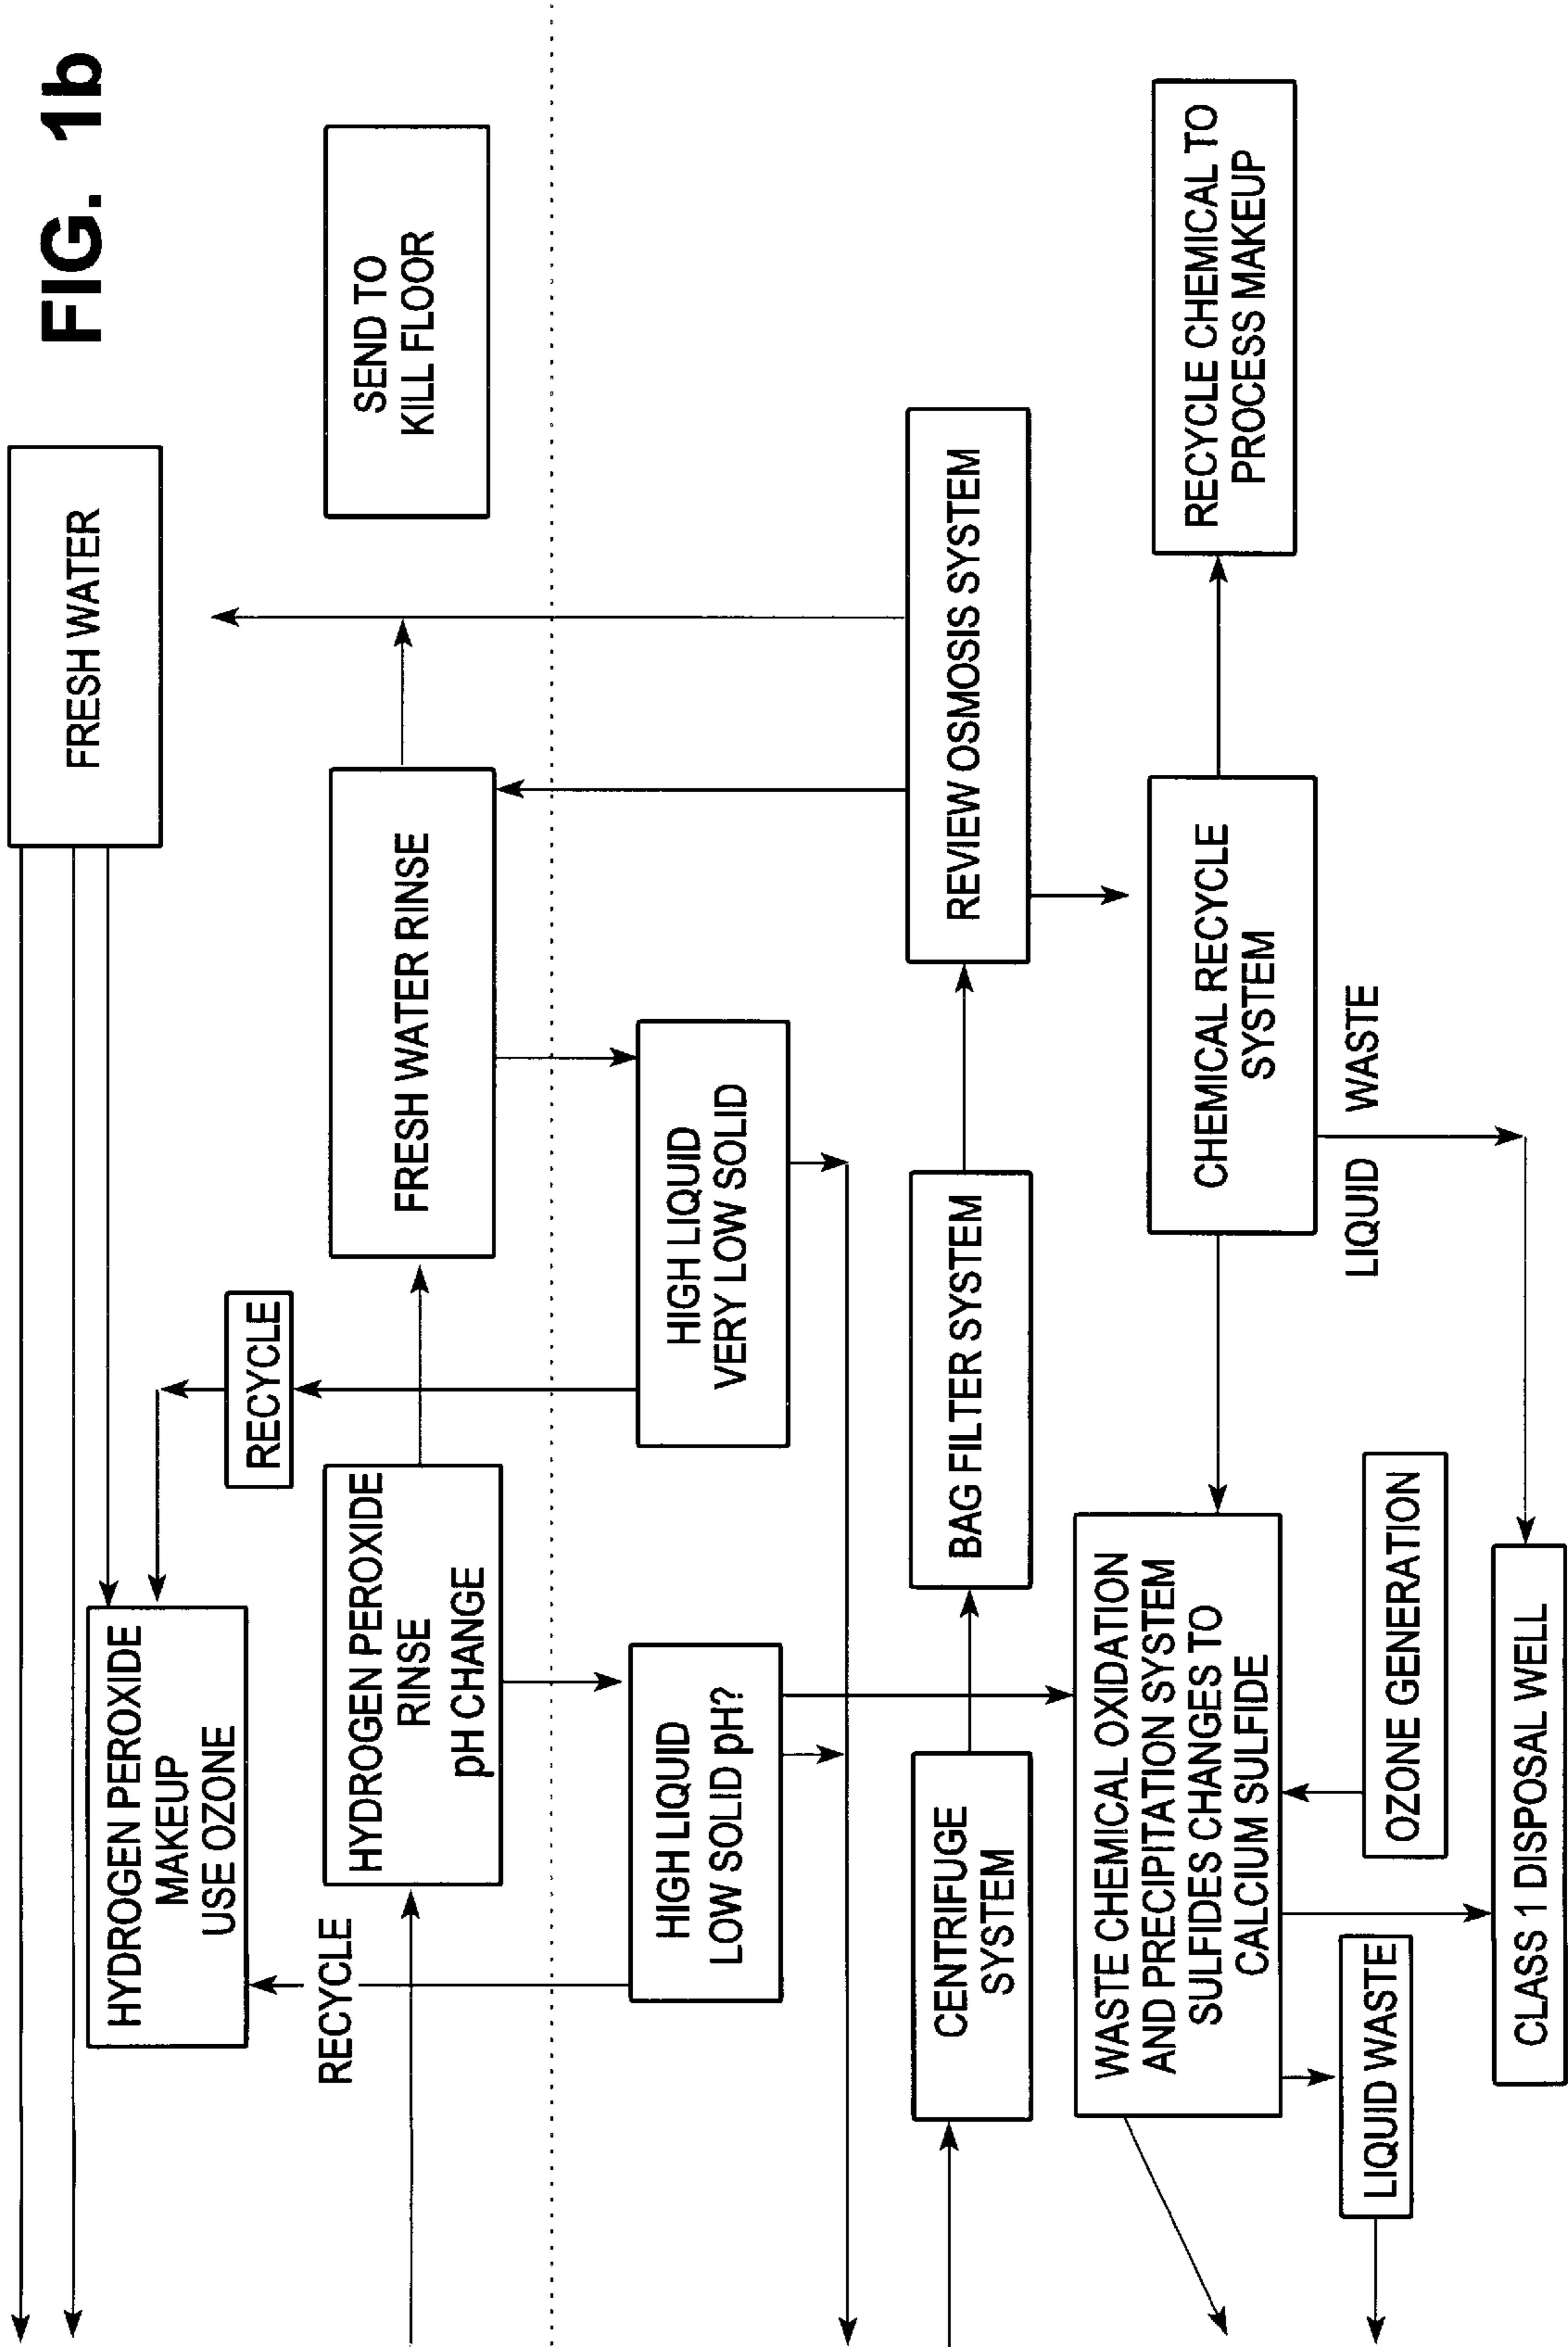 FIG. 1b
FRESH WATER
HYDROGEN PEROXIDE
MAKEUP
USE OZONE
RECYCLE
RECYCLE
HYDROGEN PEROXIDE
RINSE
pH CHANGE
FRESH WATER RINSE
SEND TO
KILL FLOOR
HIGH LIQUID
LOW SOLID pH?
HIGH LIQUID
VERY LOW SOLID
CENTRIFUGE
SYSTEM
BAG FILTER SYSTEM
REVIEW OSMOSIS SYSTEM
WASTE CHEMICAL OXIDATION
AND PRECIPITATION SYSTEM
SULFIDES CHANGES TO
CALCIUM SULFIDE
CHEMICAL RECYCLE
SYSTEM
RECYCLE CHEMICAL TO
PROCESS MAKEUP
LIQUID WASTE
LIQUID WASTE
OZONE GENERATION
CLASS 1 DISPOSAL WELL